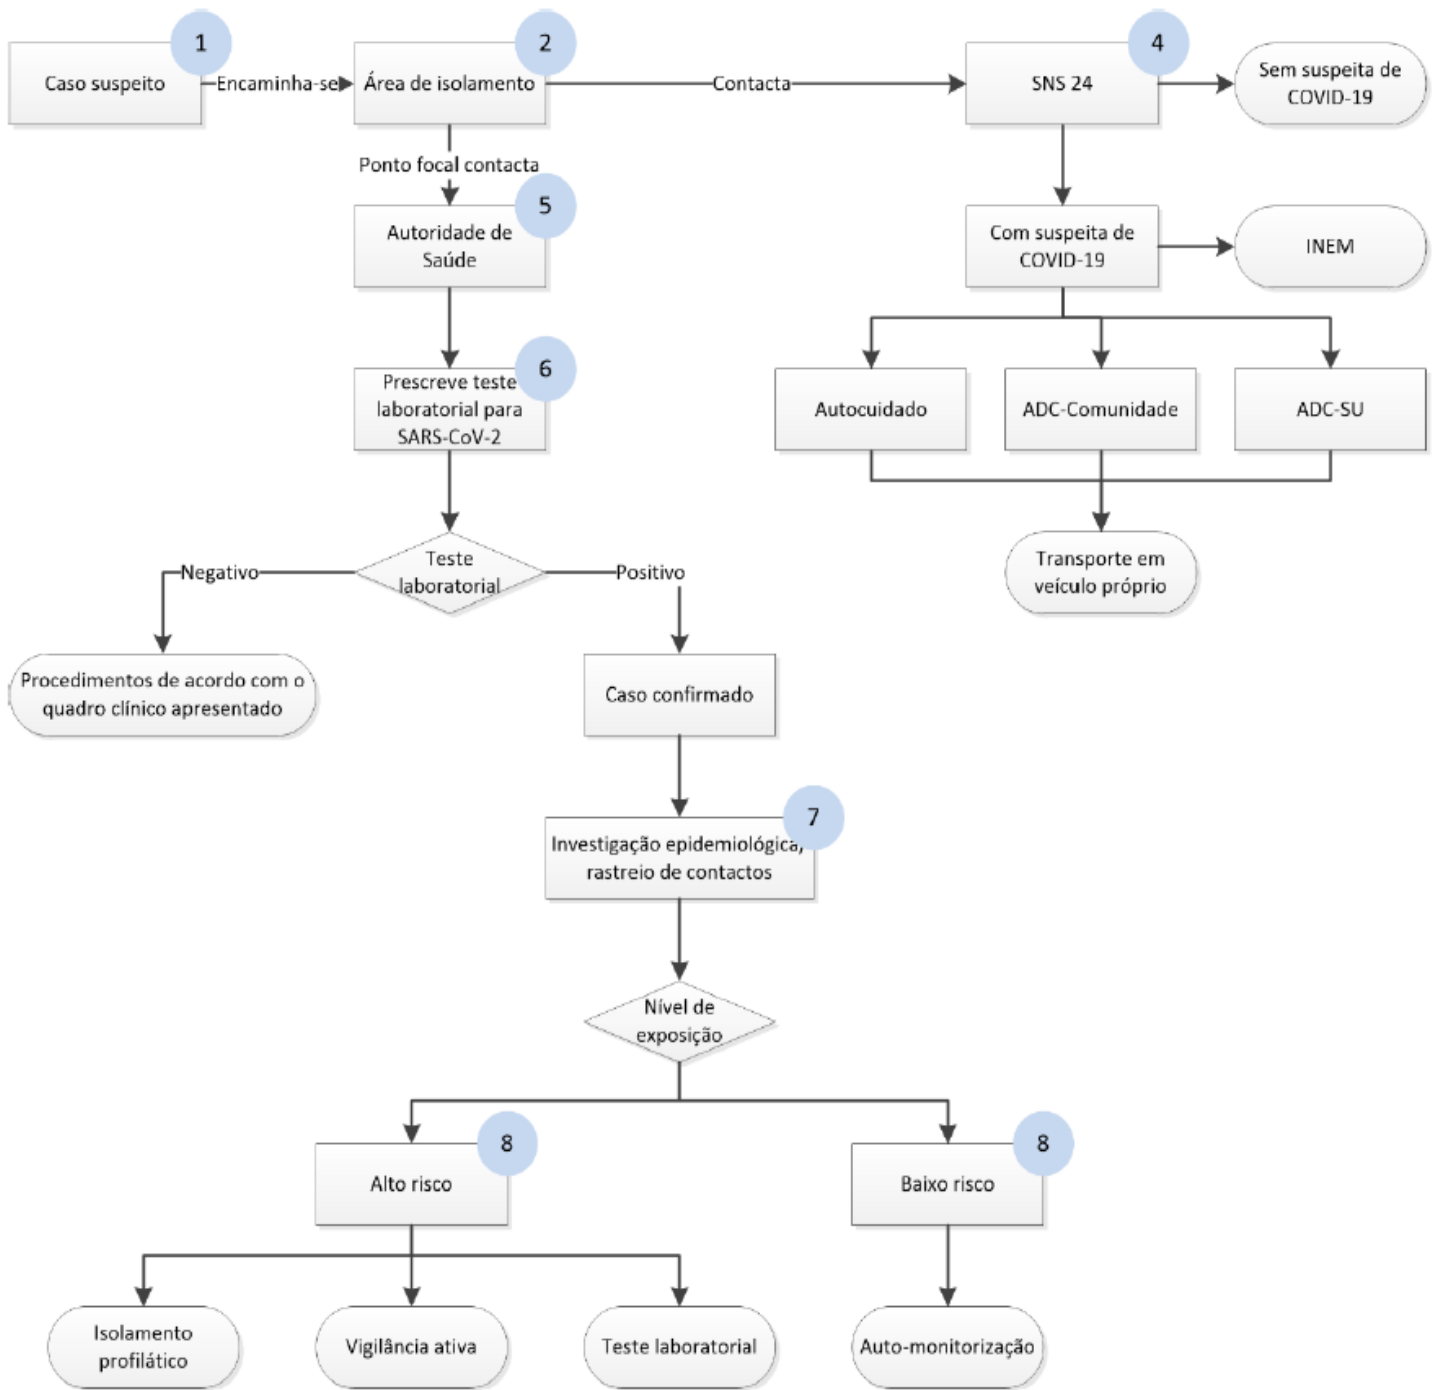 1
Caso suspeito
Encaminha-se
2
Área de isolamento
Contacta
4
SNS 24
Sem suspeita de
COVID-19
Ponto focal contacta
5
Autoridade de
Saúde
Com suspeita de
COVID-19
INEM
6
Prescreve teste
laboratorial para
SARS-CoV-2
Autocuidado
ADC-Comunidade
ADC-SU
Transporte em
veículo próprio
Teste
laboratorial
Negativo
Positivo
Procedimentos de acordo com o
quadro clínico apresentado
Caso confirmado
7
Investigação epidemiológica/
rastreio de contactos
Nível de
exposição
8
Alto risco
8
Baixo risco
Isolamento
profilático
Vigilância ativa
Teste laboratorial
Auto-monitorização